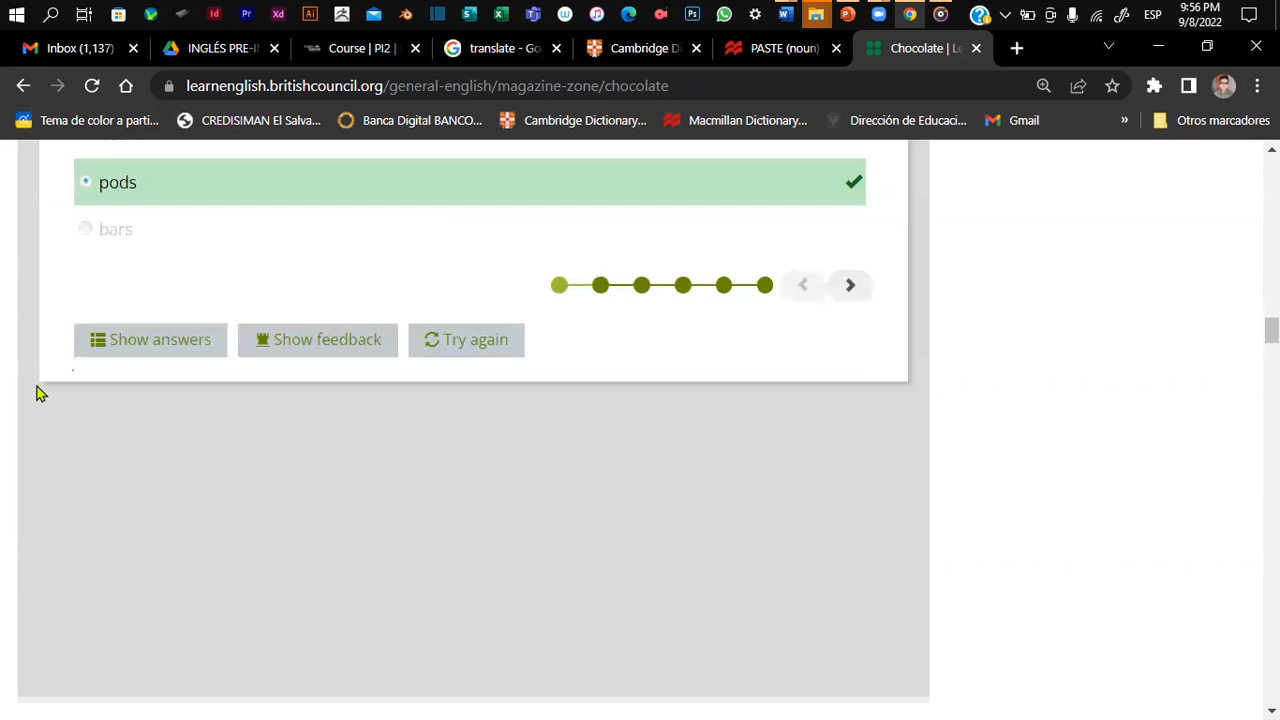 ESP
9:56 PM
9/8/2022
Inbox (1,137)
INGLÉS PRE-I
Course | PI2 |
translate - Go
Cambridge D
PASTE (noun)
Chocolate | Le
learnenglish.britishcouncil.org/general-english/magazine-zone/chocolate
Tema de color a parti...
CREDISIMAN El Salva...
Banca Digital BANCO...
Cambridge Dictionary...
Macmillan Dictionary...
Dirección de Educaci...
Gmail
»
Otros marcadores
pods
bars
Show answers
Show feedback
Try again